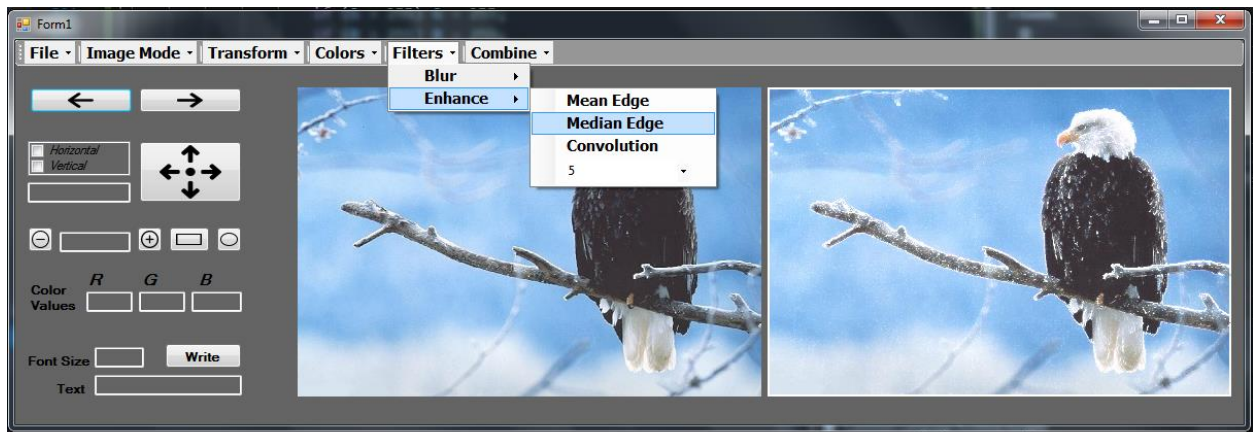 Form1
File Image Mode Transform Colors Filters Combine
Blur
Enhance
Mean Edge
Median Edge
Convolution
5
Horizontal
Vertical
R G B
Color
Values
Font Size Write
Text